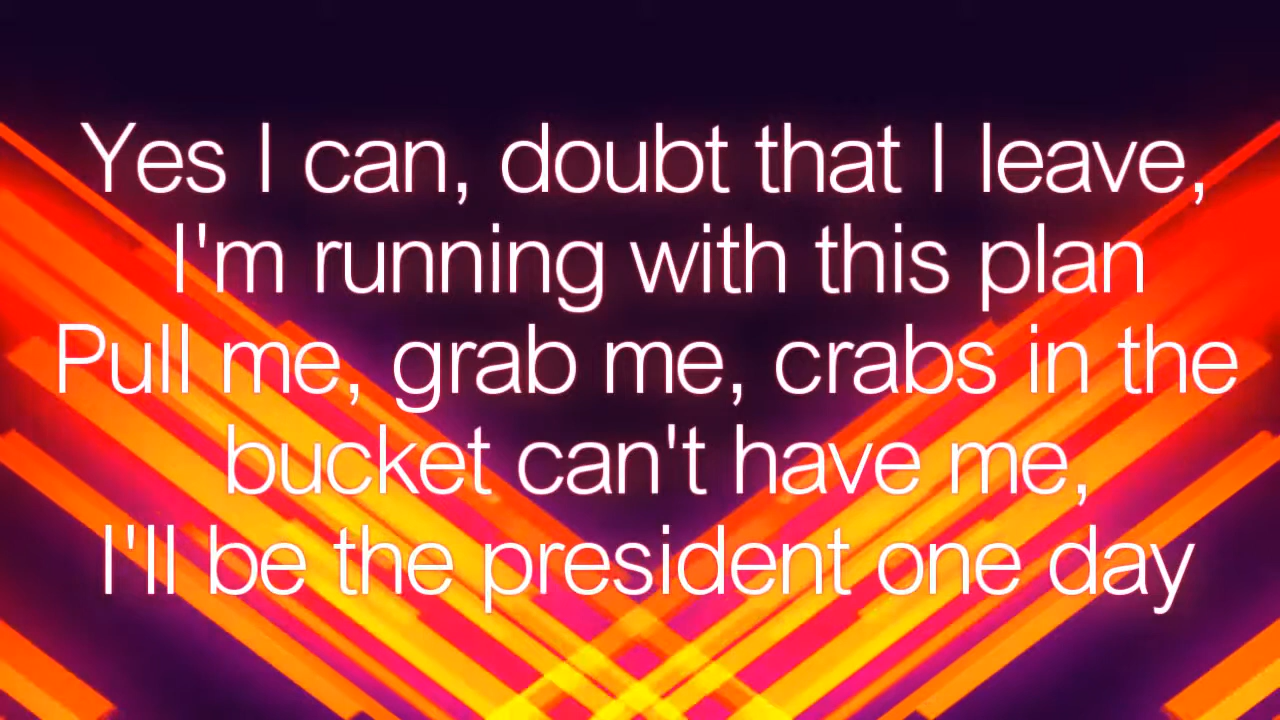 Yes I can, doubt that I leave,
I'm running with this plan
Pull me, grab me, crabs in the
bucket can't have me,
I'll be the president one day